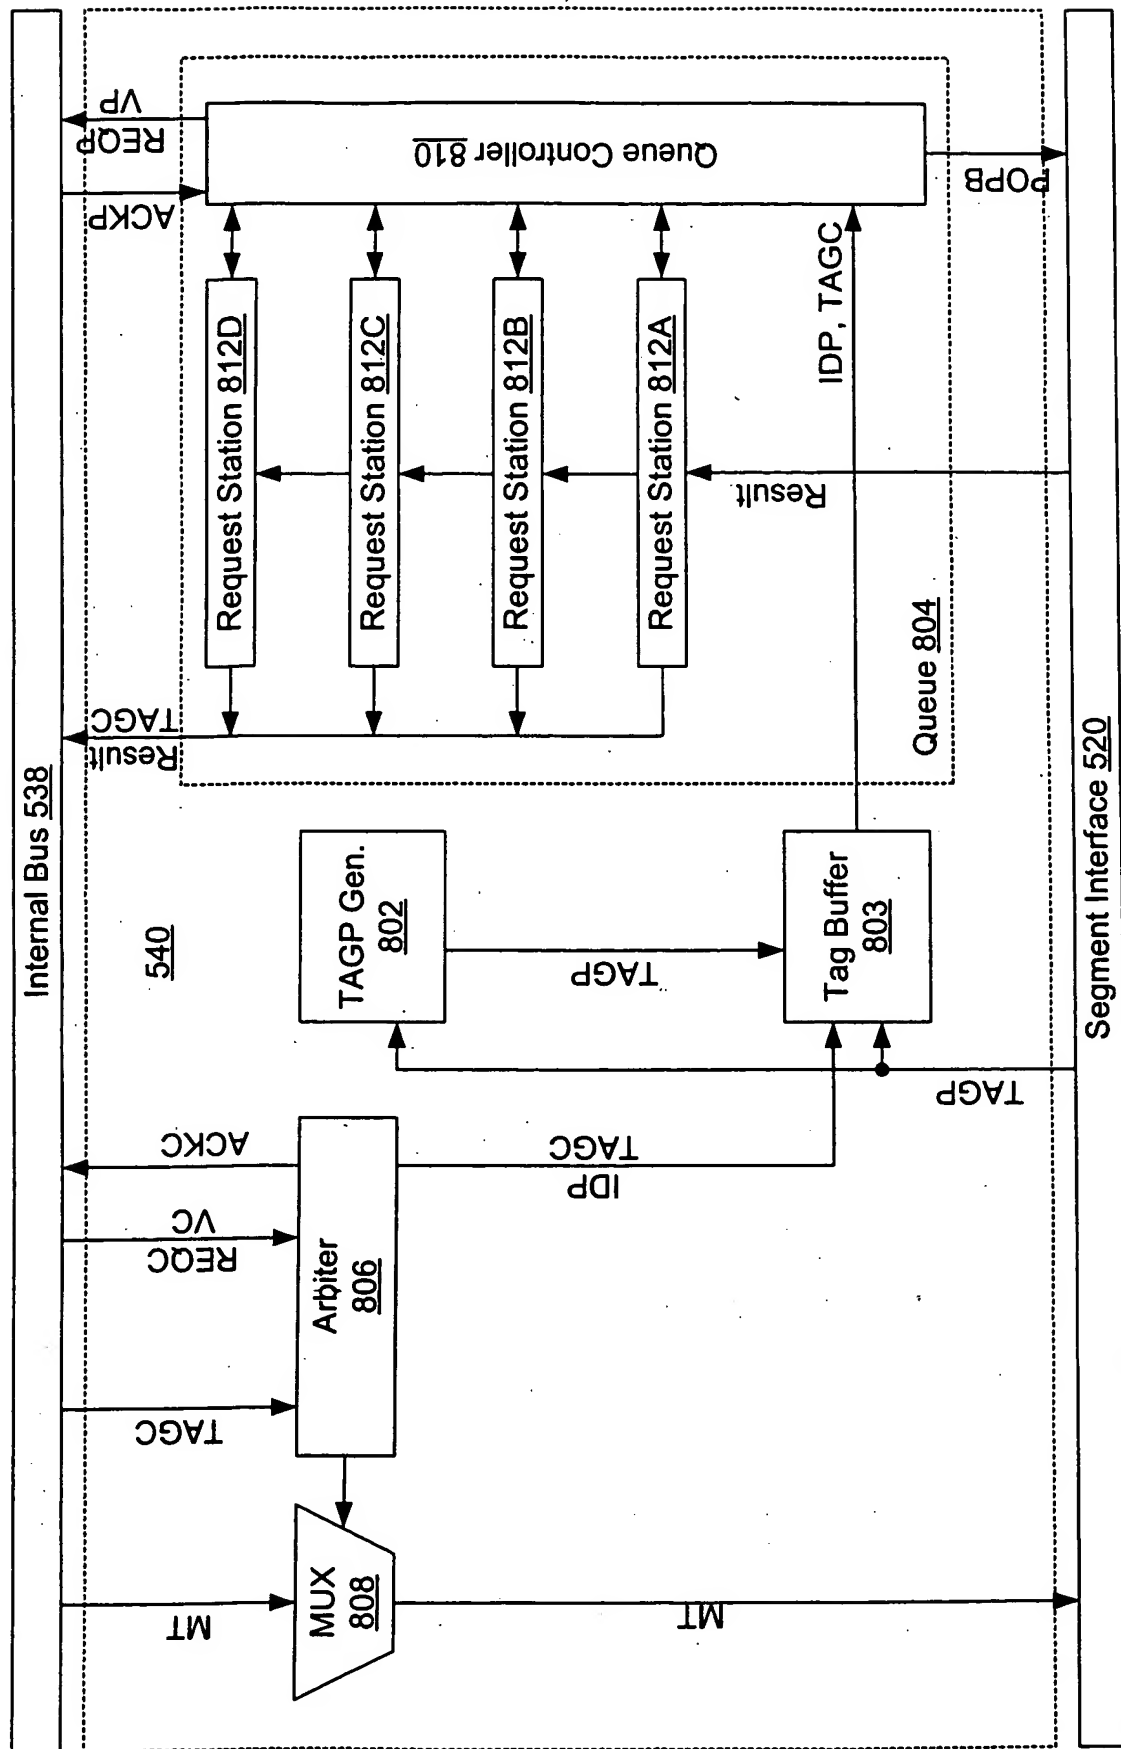 Internal Bus 538
540
MT
TAGC
REQC
VC
ACKC
Result
TAGC
ACKP
REQP
VP
MUX
808
Arbiter
806
TAGP Gen.
802
Request Station 812D
Request Station 812C
Request Station 812B
Request Station 812A
Queue Controller 810
IDP
TAGC
TAGP
Tag Buffer
803
Queue 804
Result
IDP, TAGC
MT
TAGP
POPB
Segment Interface 520